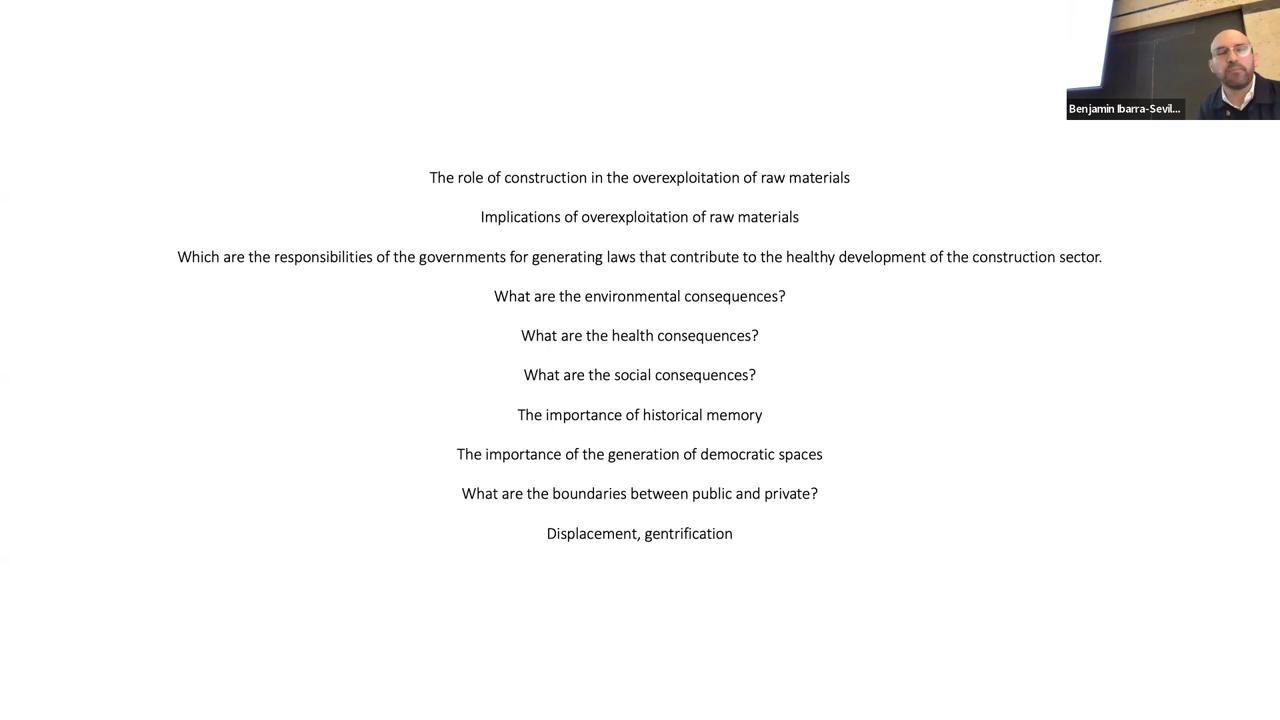 Benjamin Ibarra-Sevil...
The role of construction in the overexploitation of raw materials
Implications of overexploitation of raw materials
Which are the responsibilities of the governments for generating laws that contribute to the healthy development of the construction sector.
What are the environmental consequences?
What are the health consequences?
What are the social consequences?
The importance of historical memory
The importance of the generation of democratic spaces
What are the boundaries between public and private?
Displacement, gentrification